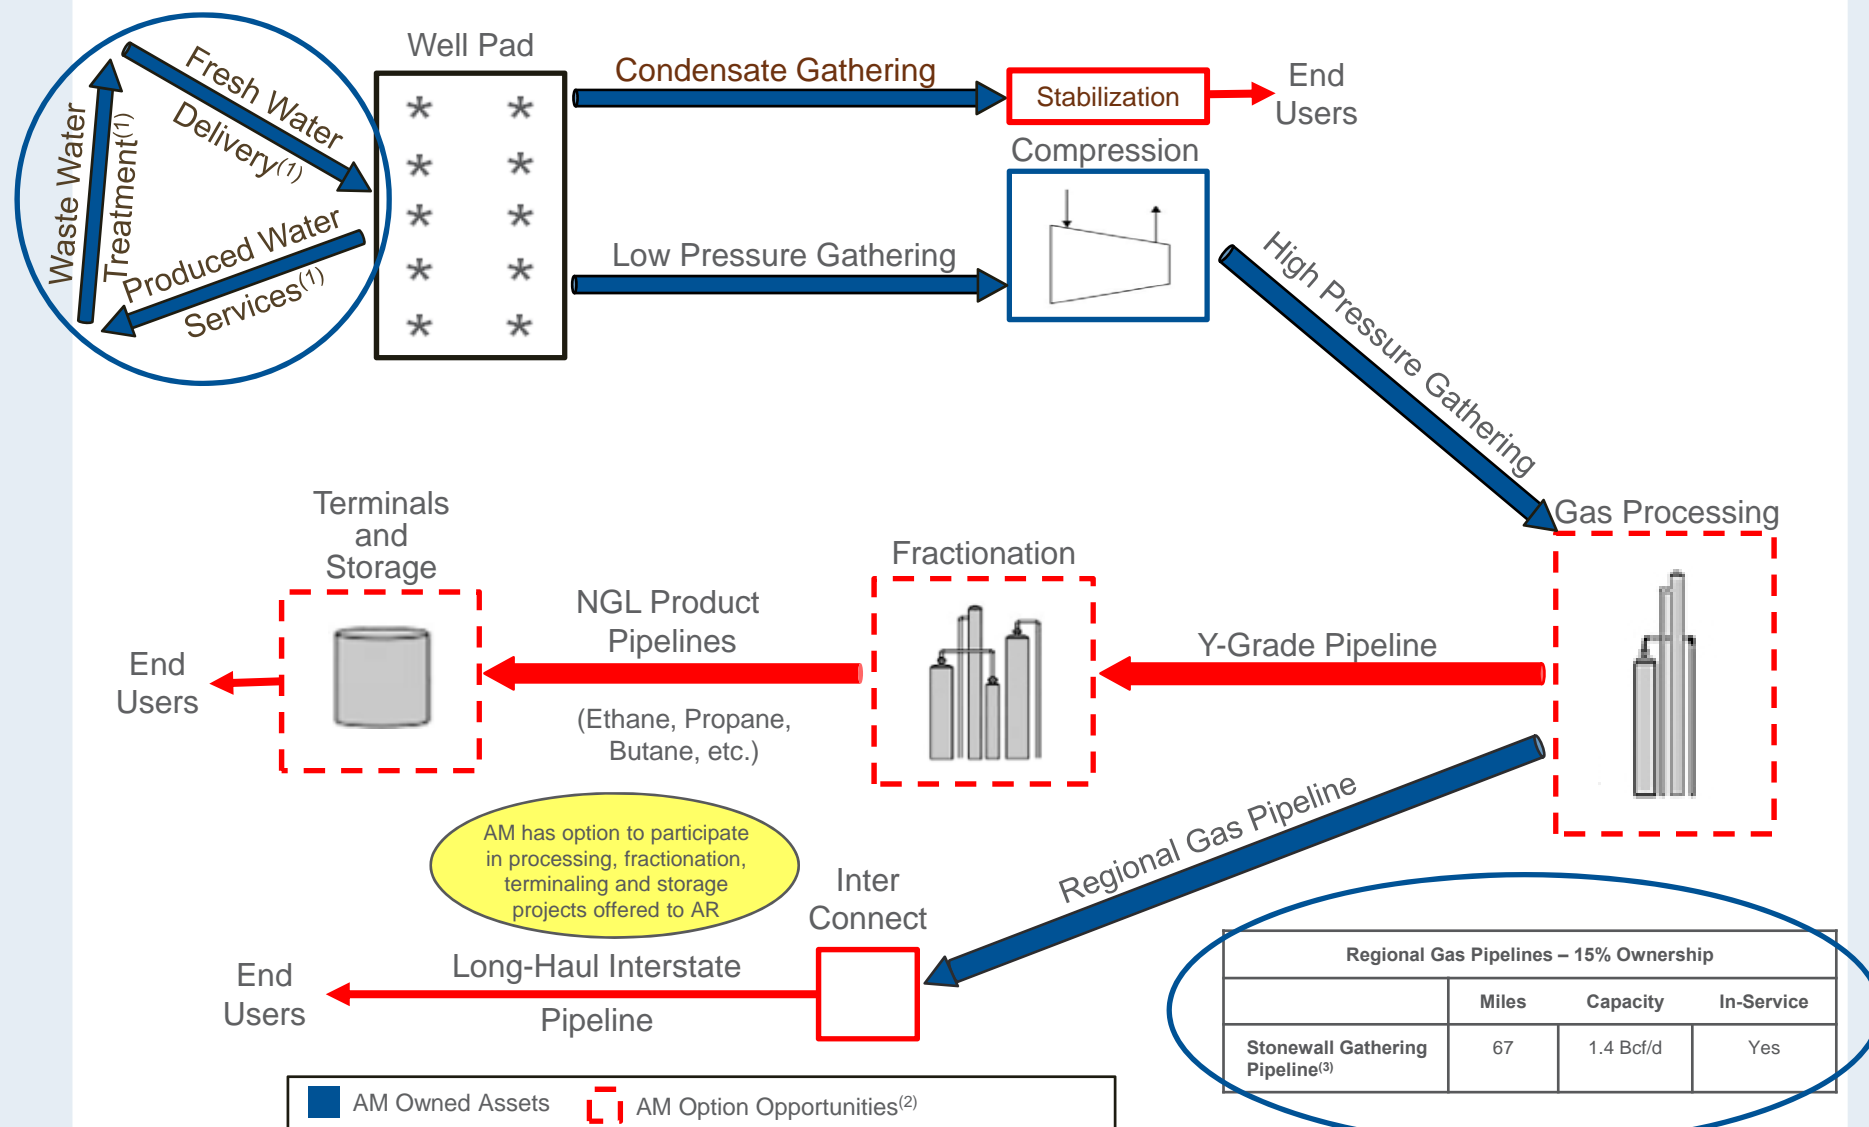 Well Pad
Fresh Water
Delivery(1)
Waste Water
Treatment(1)
Produced Water
Services(1)
* *
* *
* *
* *
* *
Condensate Gathering
Stabilization
End
Users
Compression
Low Pressure Gathering
High Pressure Gathering
Gas Processing
Terminals
and
Storage
Fractionation
NGL Product
Pipelines
(Ethane, Propane,
Butane, etc.)
Y-Grade Pipeline
End
Users
Regional Gas Pipeline
AM has option to participate
in processing, fractionation,
terminaling and storage
projects offered to AR
Inter
Connect
Long-Haul Interstate
Pipeline
End
Users
Regional Gas Pipelines – 15% Ownership
Miles Capacity In-Service
Stonewall Gathering
Pipeline(3) 67 1.4 Bcf/d Yes
AM Owned Assets AM Option Opportunities(2)